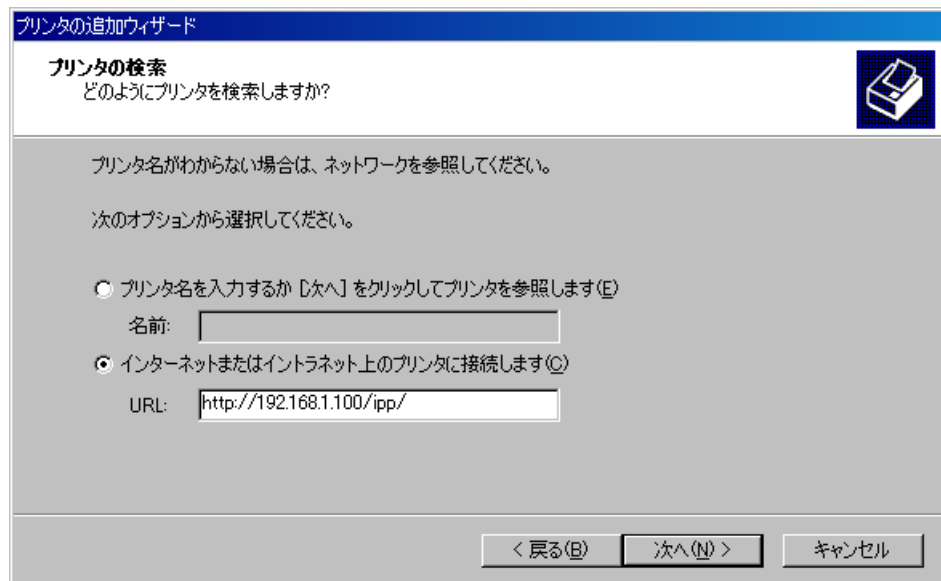 プリンタの追加ウィザード
プリンタの検索
どのようにプリンタを検索しますか?
プリンタ名がわからない場合は、ネットワークを参照してください。
次のオプションから選択してください。
プリンタ名を入力するか [次へ] をクリックしてプリンタを参照します(E)
名前:
インターネットまたはイントラネット上のプリンタに接続します(C)
URL: http://192.168.1.100/ipp/
< 戻る(B) 次へ(N) > キャンセル